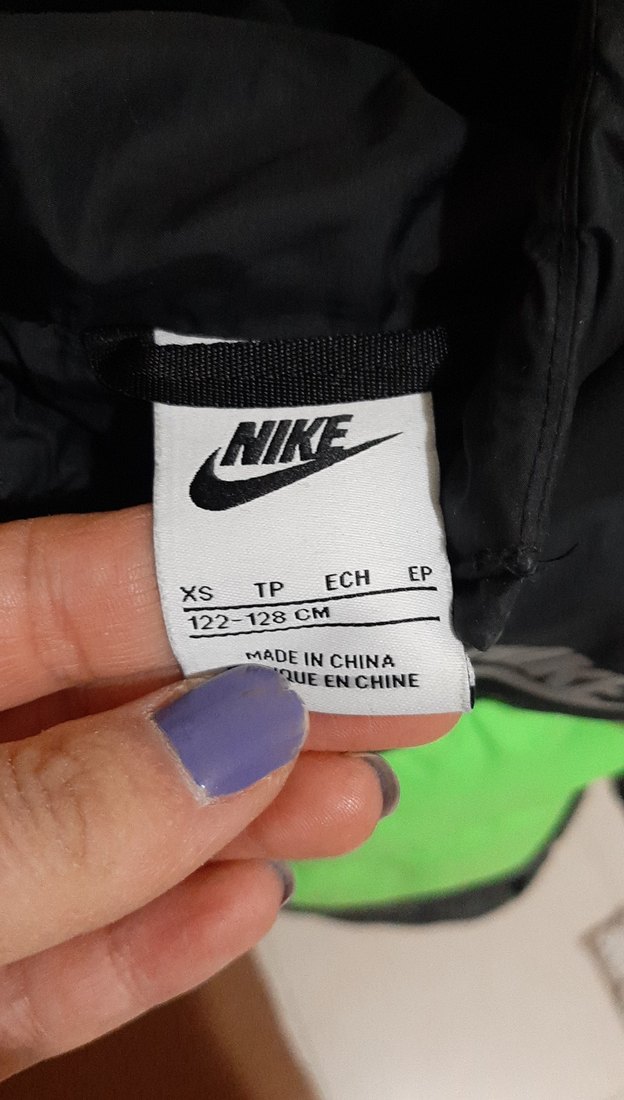 NIKE
XS TP ECH EP
122-128 CM
MADE IN CHINA
EN CHINE